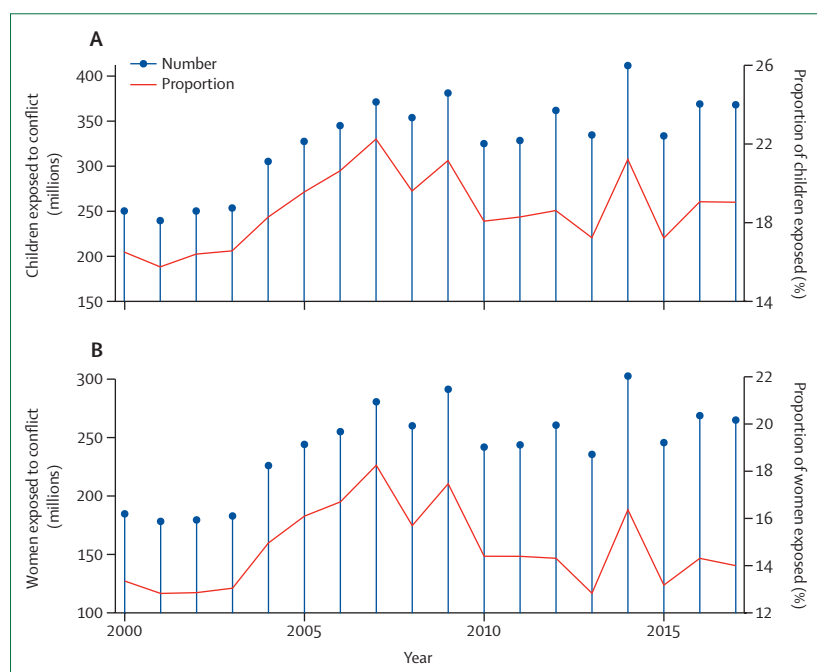 A
Number
Proportion
400
350
300
250
200
150
Children exposed to conflict
(millions)
26
22
18
14
Proportion of children exposed (%)
B
300
250
200
150
100
Women exposed to conflict
(millions)
22
20
18
16
14
12
Proportion of women exposed (%)
2000
2005
2010
2015
Year